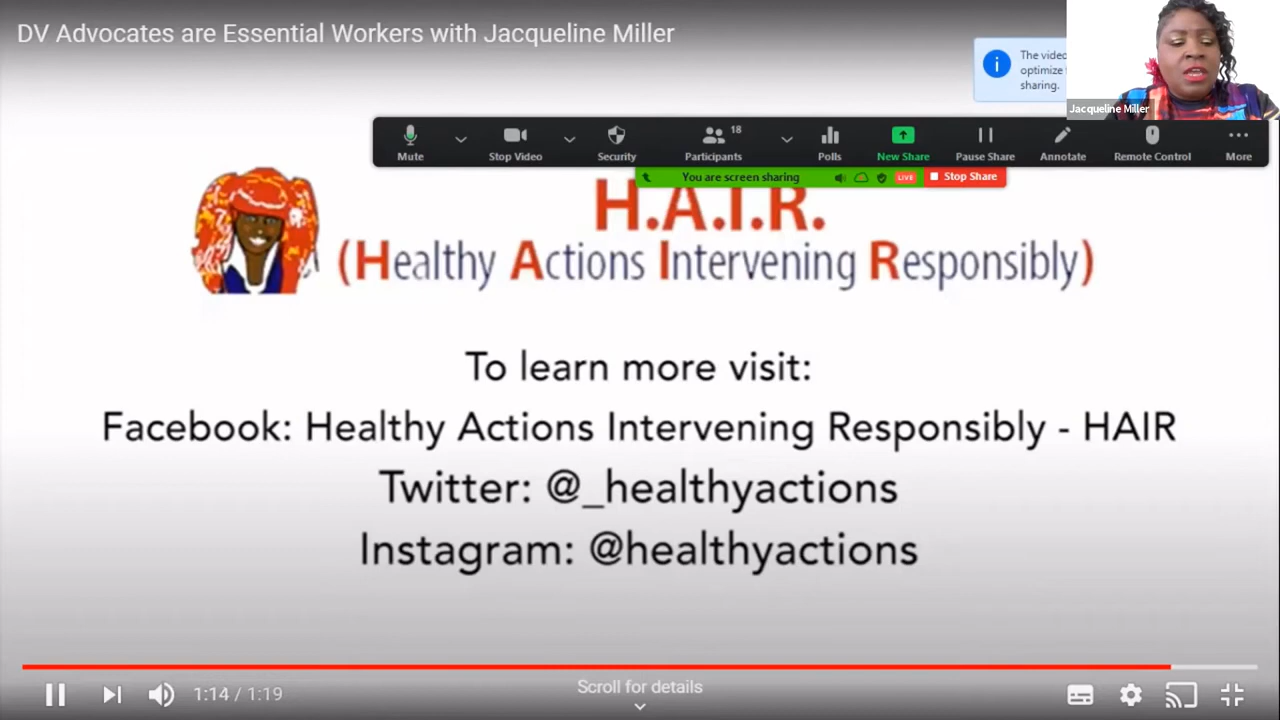 DV Advocates are Essential Workers with Jacqueline Miller
The video
optimize
sharing.
Jacqueline Miller
18
Mute
Stop Video
Security
Participants
Polls
New Share
Pause Share
Annotate
Remote Control
More
You are screen sharing
LIVE
Stop Share
H.A.I.R.
(Healthy Actions Intervening Responsibly)
To learn more visit:
Facebook: Healthy Actions Intervening Responsibly - HAIR
Twitter: @_healthyactions
Instagram: @healthyactions
1:14 / 1:19
Scroll for details